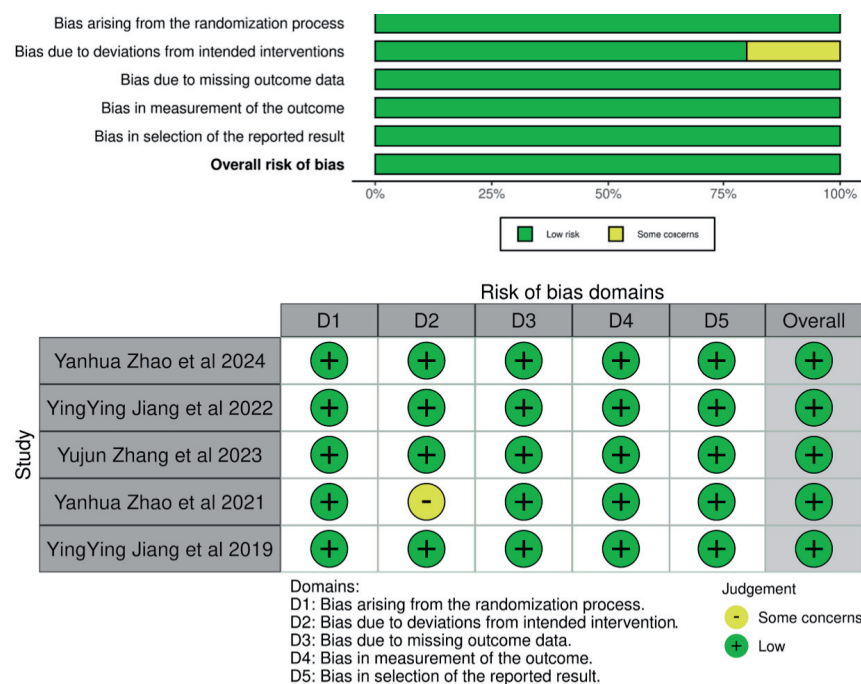 Bias arising from the randomization process
Bias due to deviations from intended interventions
Bias due to missing outcome data
Bias in measurement of the outcome
Bias in selection of the reported result
Overall risk of bias
0% 25% 50% 75% 100%
Low risk Some concerns
Risk of bias domains
D1 D2 D3 D4 D5 Overall
Study
Yanhua Zhao et al 2024 + + + + + +
YingYing Jiang et al 2022 + + + + + +
Yujun Zhang et al 2023 + + + + + +
Yanhua Zhao et al 2021 + - + + + +
YingYing Jiang et al 2019 + + + + + +
Domains:
D1: Bias arising from the randomization process.
D2: Bias due to deviations from intended intervention.
D3: Bias due to missing outcome data.
D4: Bias in measurement of the outcome.
D5: Bias in selection of the reported result.
Judgement
- Some concerns
+ Low